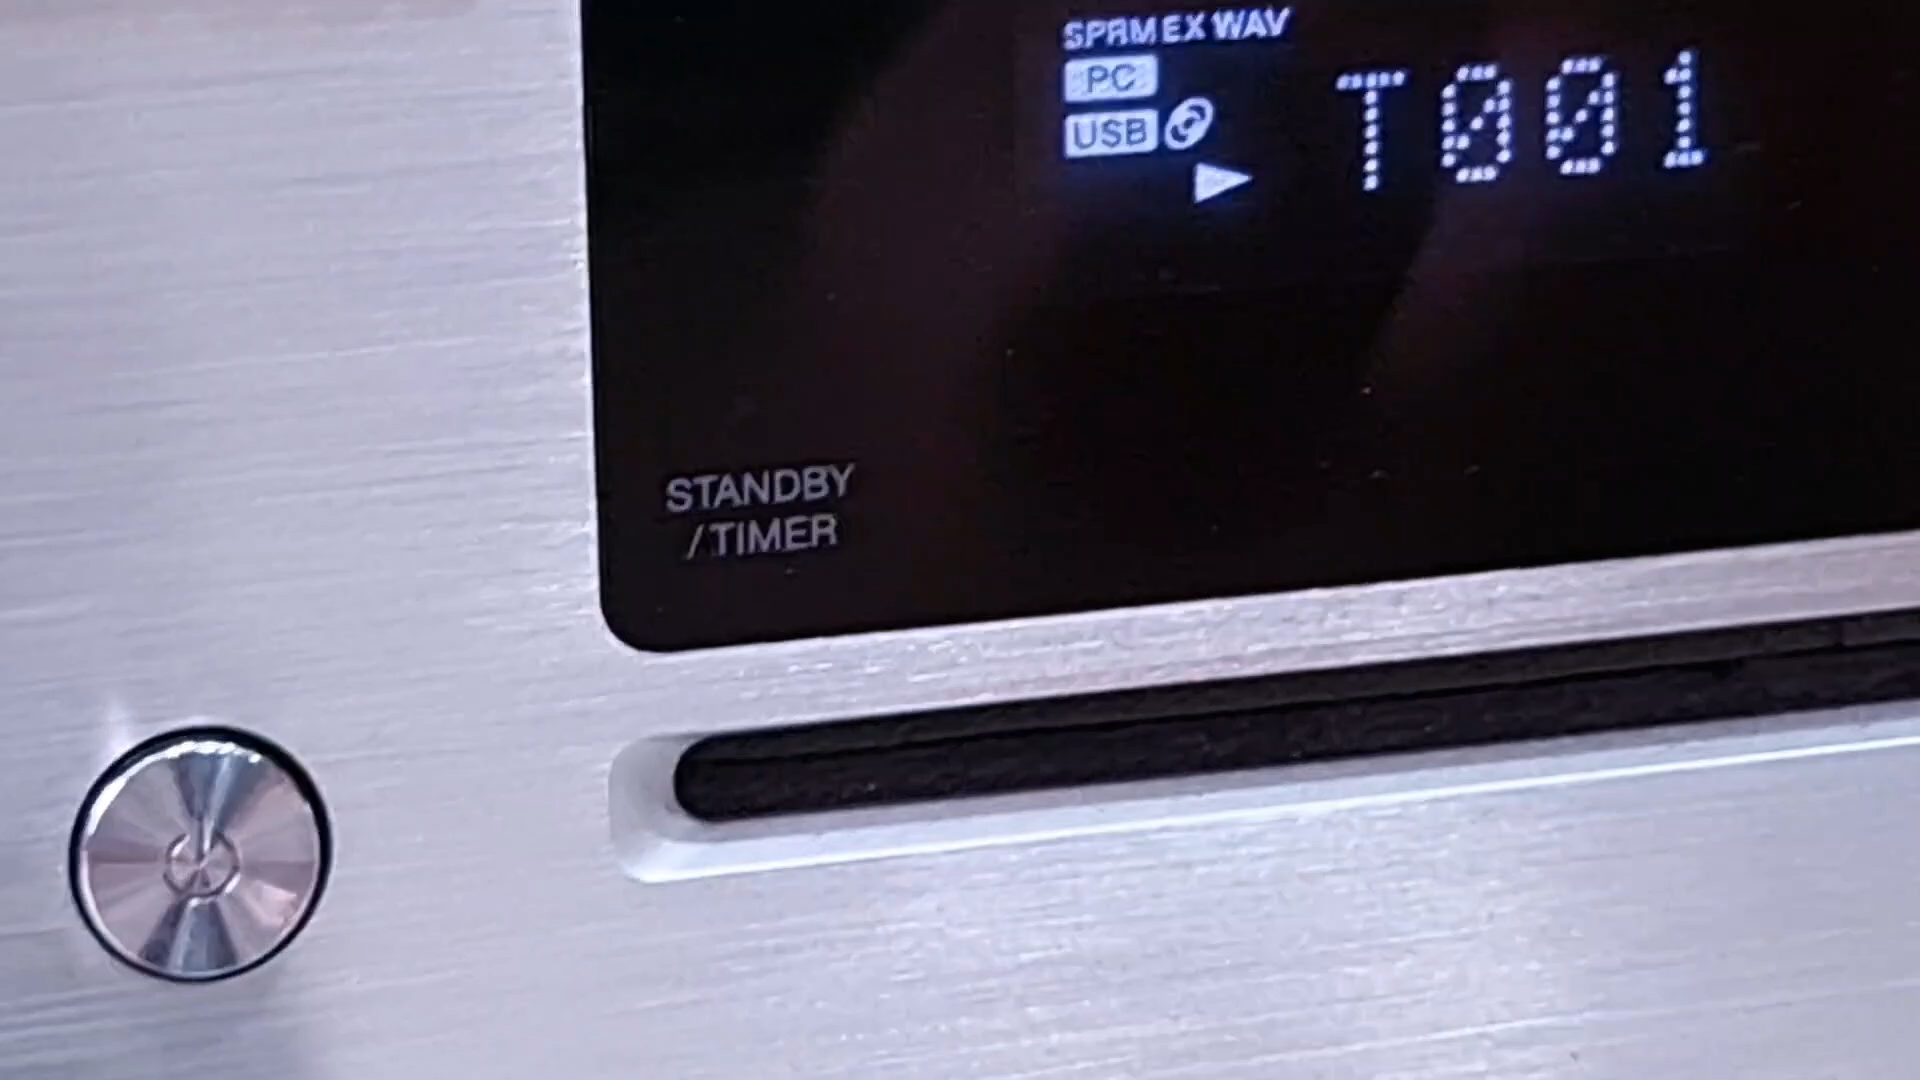 SPRM EX WAV
PC
USB
T001
STANDBY
/TIMER